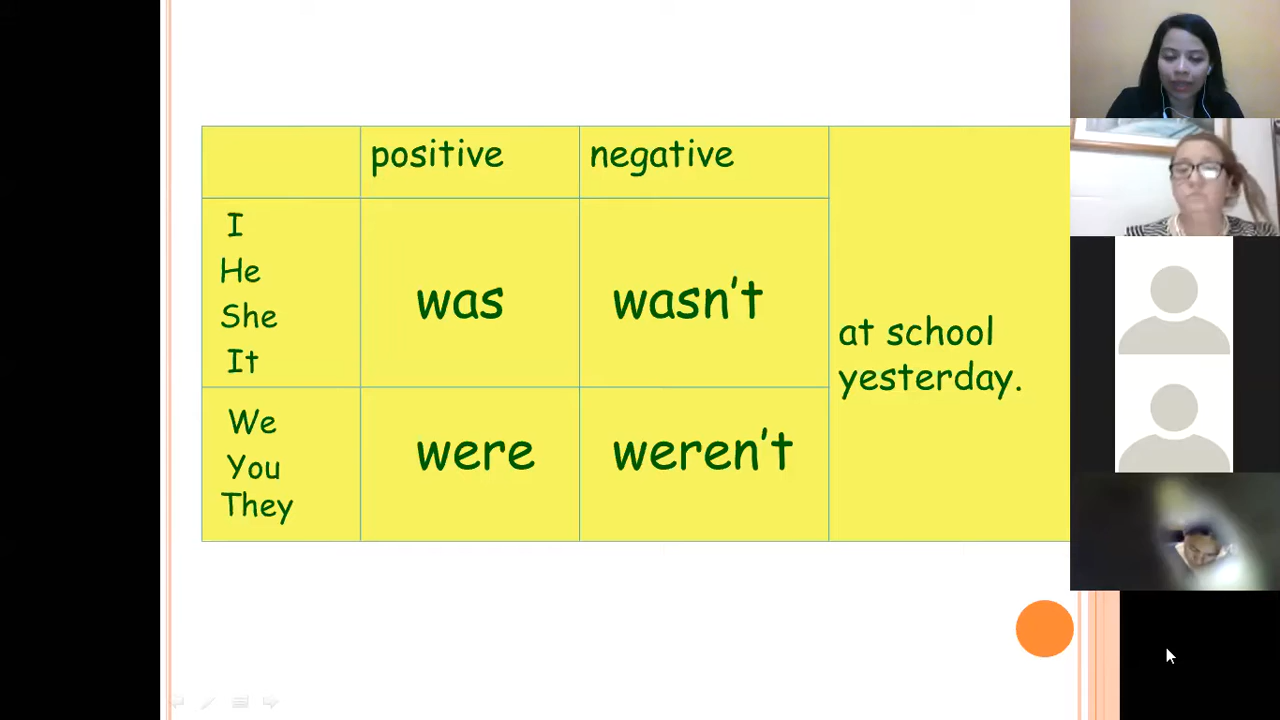 positive negative
I
He
She
It
was wasn't
at school
yesterday.
We
You
They
were weren't